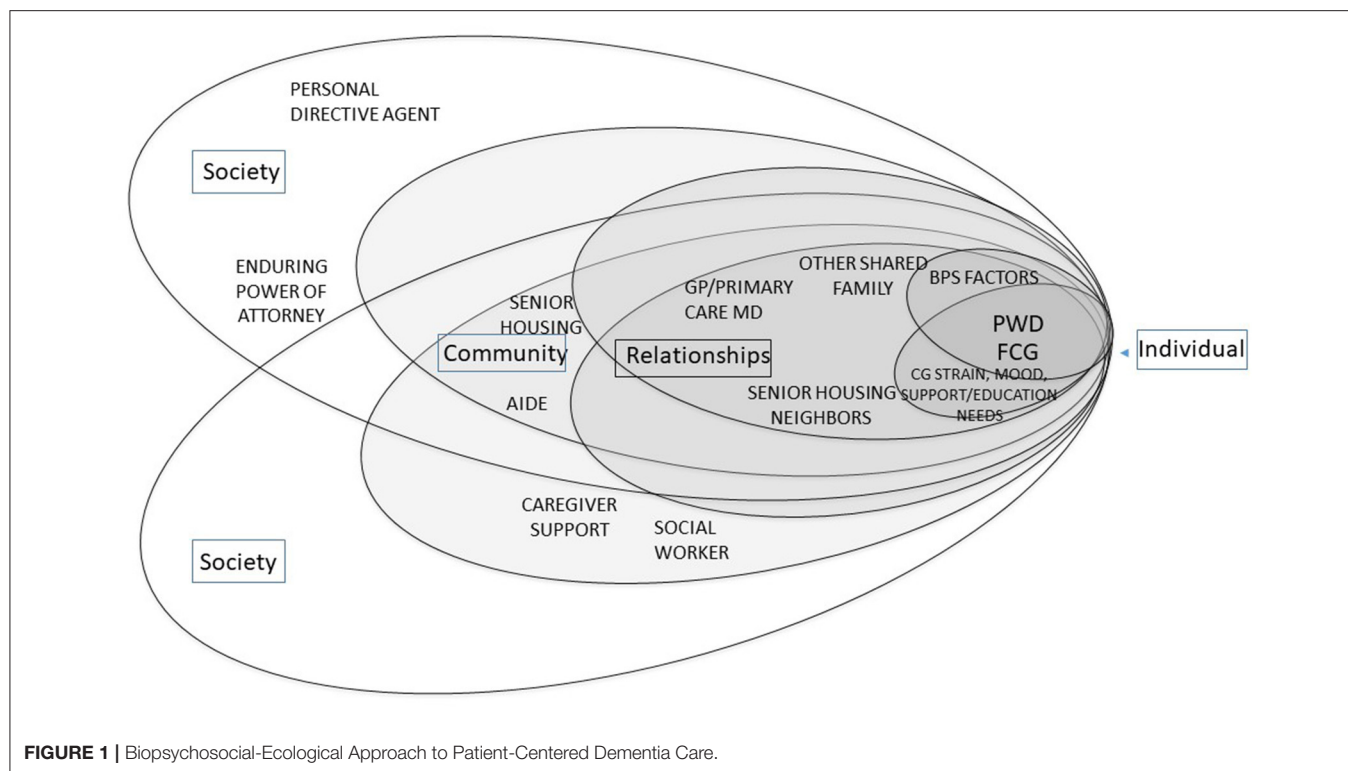 PERSONAL
DIRECTIVE AGENT
Society
ENDURING
POWER OF
ATTORNEY
SENIOR
HOUSING
Community
AIDE
GP/PRIMARY
CARE MD
OTHER SHARED
FAMILY
Relationships
SENIOR HOUSING
NEIGHBORS
BPS FACTORS
PWD
FCG
CG STRAIN, MOOD,
SUPPORT/EDUCATION
NEEDS
Individual
CAREGIVER
SUPPORT
SOCIAL
WORKER
Society
FIGURE 1 | Biopsychosocial-Ecological Approach to Patient-Centered Dementia Care.